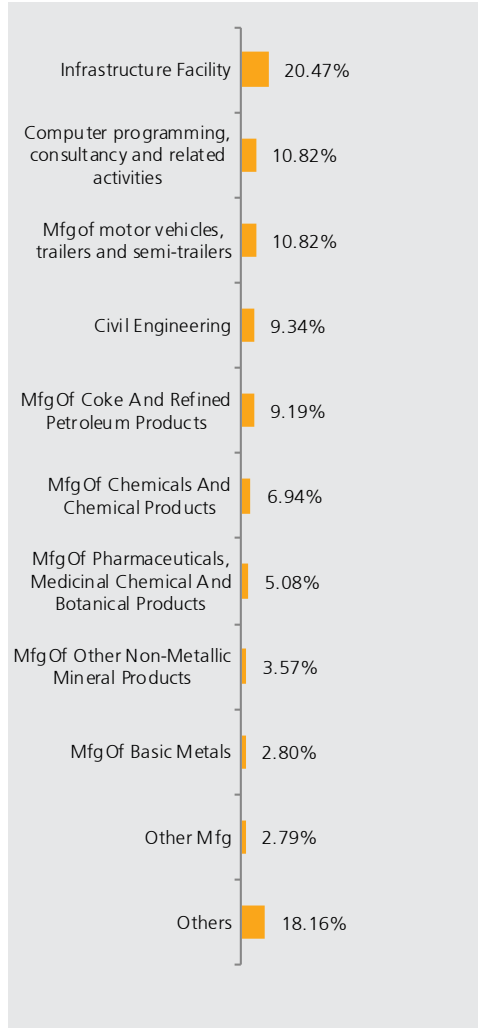 Infrastructure Facility
20.47%
Computer programming,
consultancy and related
activities
10.82%
Mfg of motor vehicles,
trailers and semi-trailers
10.82%
Civil Engineering
9.34%
Mfg Of Coke And Refined
Petroleum Products
9.19%
Mfg Of Chemicals And
Chemical Products
6.94%
Mfg Of Pharmaceuticals,
Medicinal Chemical And
Botanical Products
5.08%
Mfg Of Other Non-Metallic
Mineral Products
3.57%
Mfg Of Basic Metals
2.80%
Other Mfg
2.79%
Others
18.16%